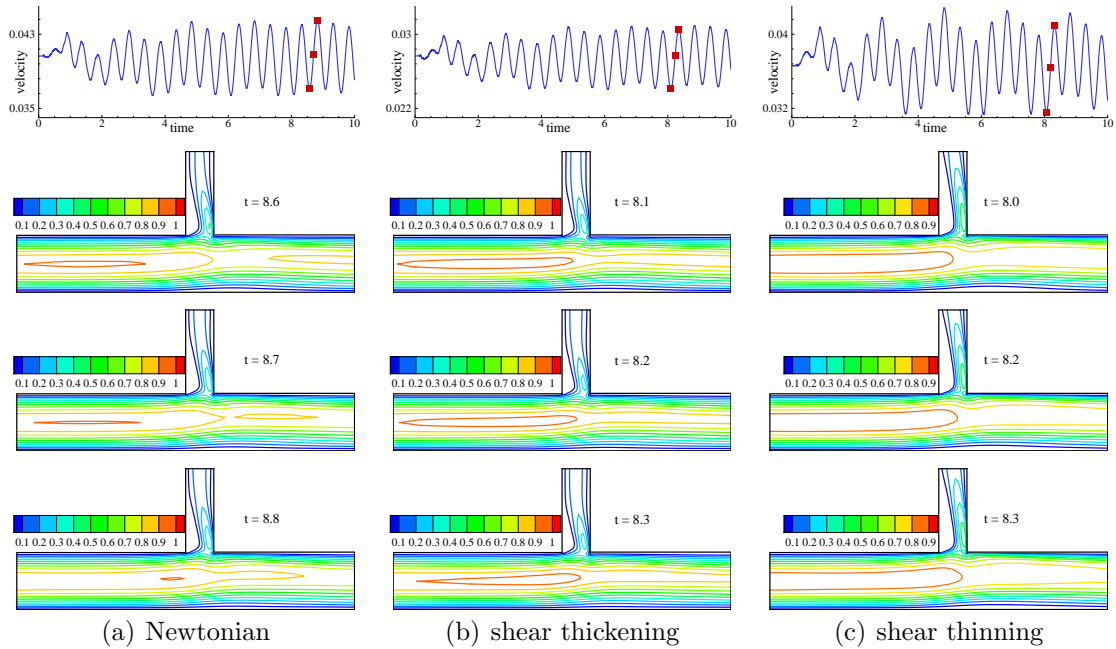 0.043 0.035 velocity 0 2 4 6 8 10 time
0.03 0.022 velocity 0 2 4 6 8 10 time
0.04 0.032 velocity 0 2 4 6 8 10 time
t = 8.6
0.1 0.2 0.3 0.4 0.5 0.6 0.7 0.8 0.9 1
t = 8.1
0.1 0.2 0.3 0.4 0.5 0.6 0.7 0.8 0.9 1
t = 8.0
0.1 0.2 0.3 0.4 0.5 0.6 0.7 0.8 0.9
t = 8.7
0.1 0.2 0.3 0.4 0.5 0.6 0.7 0.8 0.9 1
t = 8.2
0.1 0.2 0.3 0.4 0.5 0.6 0.7 0.8 0.9 1
t = 8.2
0.1 0.2 0.3 0.4 0.5 0.6 0.7 0.8 0.9
t = 8.8
0.1 0.2 0.3 0.4 0.5 0.6 0.7 0.8 0.9 1
t = 8.3
0.1 0.2 0.3 0.4 0.5 0.6 0.7 0.8 0.9 1
t = 8.3
0.1 0.2 0.3 0.4 0.5 0.6 0.7 0.8 0.9
(a) Newtonian
(b) shear thickening
(c) shear thinning